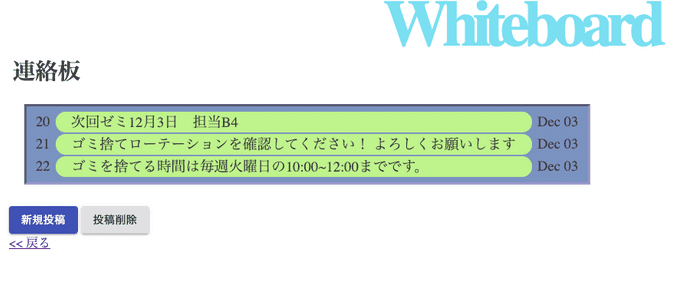 Whiteboard
連絡板
20 次回ゼミ12月3日　担当B4 Dec 03
21 ゴミ捨てローテーションを確認してください！ よろしくお願いします Dec 03
22 ゴミを捨てる時間は毎週火曜日の10:00~12:00までです。 Dec 03
新規投稿 投稿削除
<< 戻る